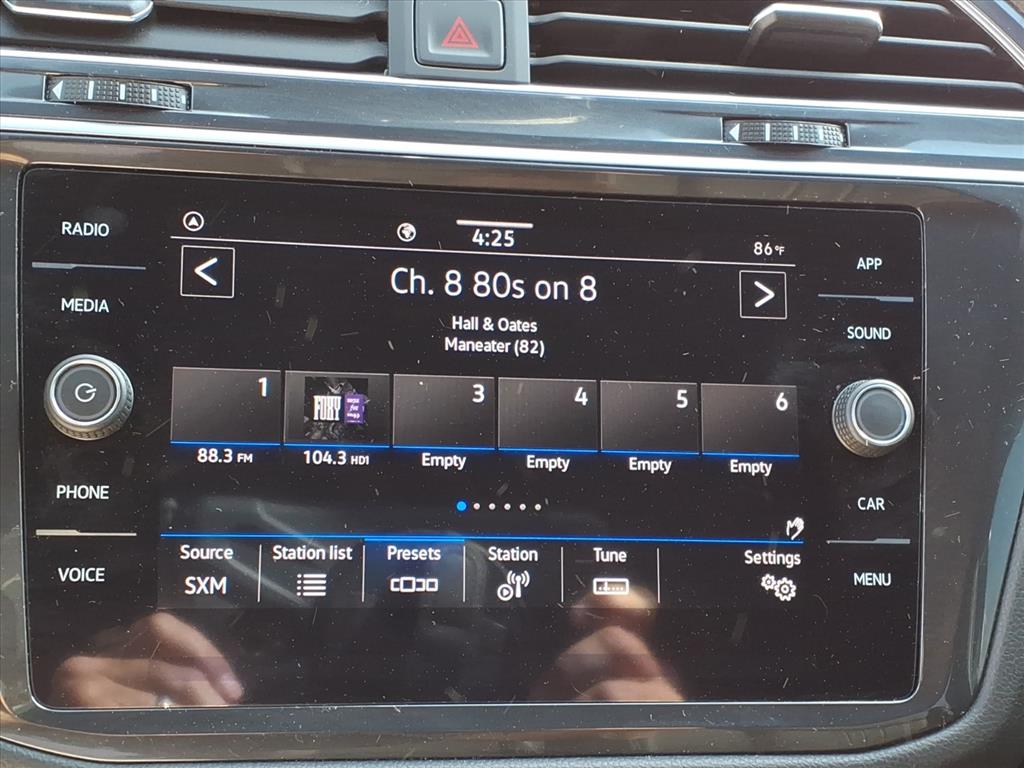 RADIO
MEDIA
PHONE
VOICE
4:25
86°F
Ch. 8 80s on 8
Hall & Oates
Maneater (82)
1
3
4
5
6
FOXY
88.3 FM
104.3 HD1
Empty
Empty
Empty
Empty
Source
SXM
Station list
Presets
Station
Tune
Settings
APP
SOUND
CAR
MENU